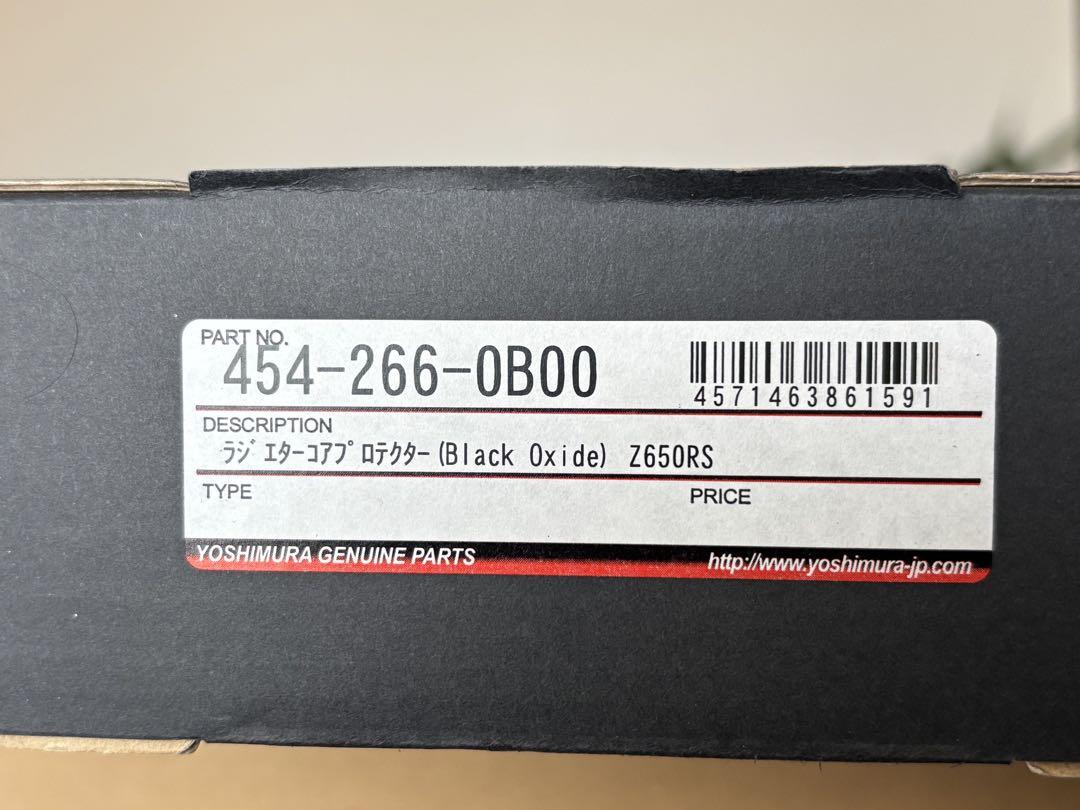 PART NO.
454-266-0B00
4571463861591
DESCRIPTION
ﾗｼﾞｴﾀｰｺｱﾌﾟﾛﾃｸﾀｰ(Black Oxide) Z650RS
TYPE
PRICE
YOSHIMURA GENUINE PARTS
http://www.yoshimura-jp.com